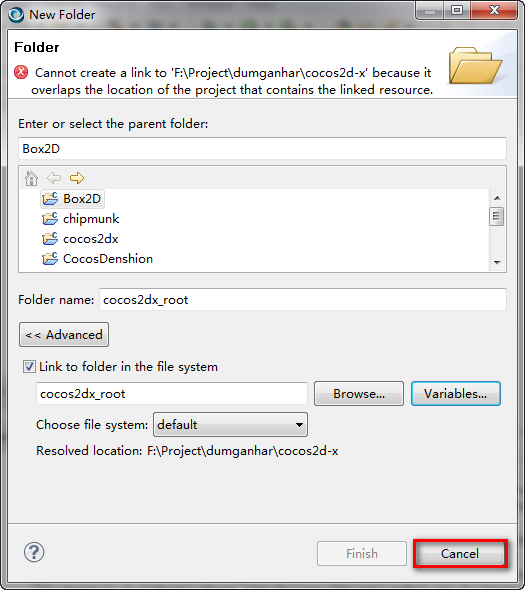 New Folder
Folder
Cannot create a link to 'F:\Project\dumganhar\cocos2d-x' because it
overlaps the location of the project that contains the linked resource.
Enter or select the parent folder:
Box2D
Box2D
chipmunk
cocos2dx
CocosDenshion
Folder name: cocos2dx_root
<< Advanced
Link to folder in the file system
cocos2dx_root Browse... Variables...
Choose file system: default
Resolved location: F:\Project\dumganhar\cocos2d-x
? Finish Cancel